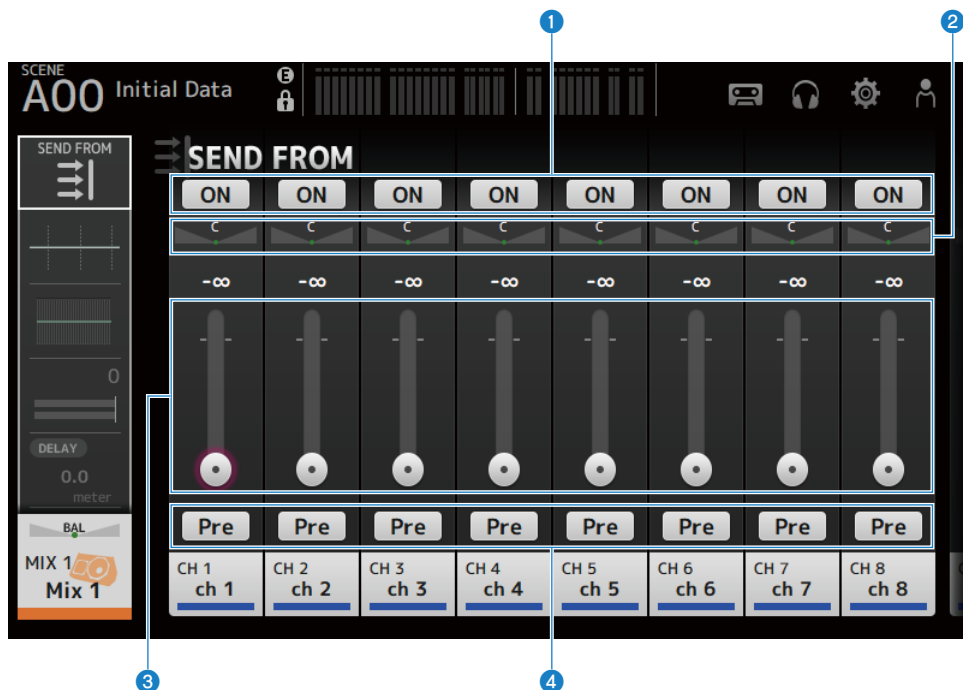 1
2
SCENE
A00 Initial Data
E
SEND FROM
SEND FROM
ON ON ON ON ON ON ON ON
C C C C C C C C
-∞ -∞ -∞ -∞ -∞ -∞ -∞ -∞
0
DELAY
0.0
meter
Pre Pre Pre Pre Pre Pre Pre Pre
BAL
MIX 1
Mix 1
CH 1 CH 2 CH 3 CH 4 CH 5 CH 6 CH 7 CH 8
ch 1 ch 2 ch 3 ch 4 ch 5 ch 6 ch 7 ch 8
3
4